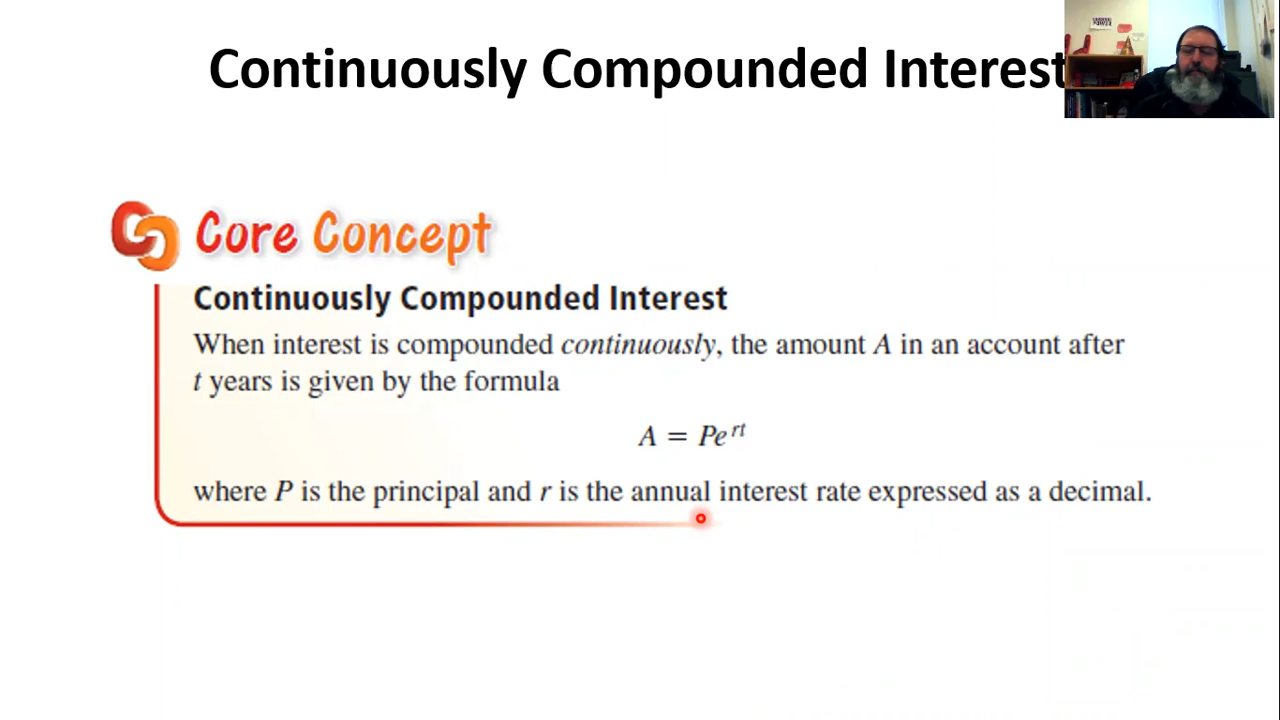 Continuously Compounded Interest
Core Concept
Continuously Compounded Interest
When interest is compounded continuously, the amount A in an account after
t years is given by the formula
A = Pe^{rt}
where P is the principal and r is the annual interest rate expressed as a decimal.